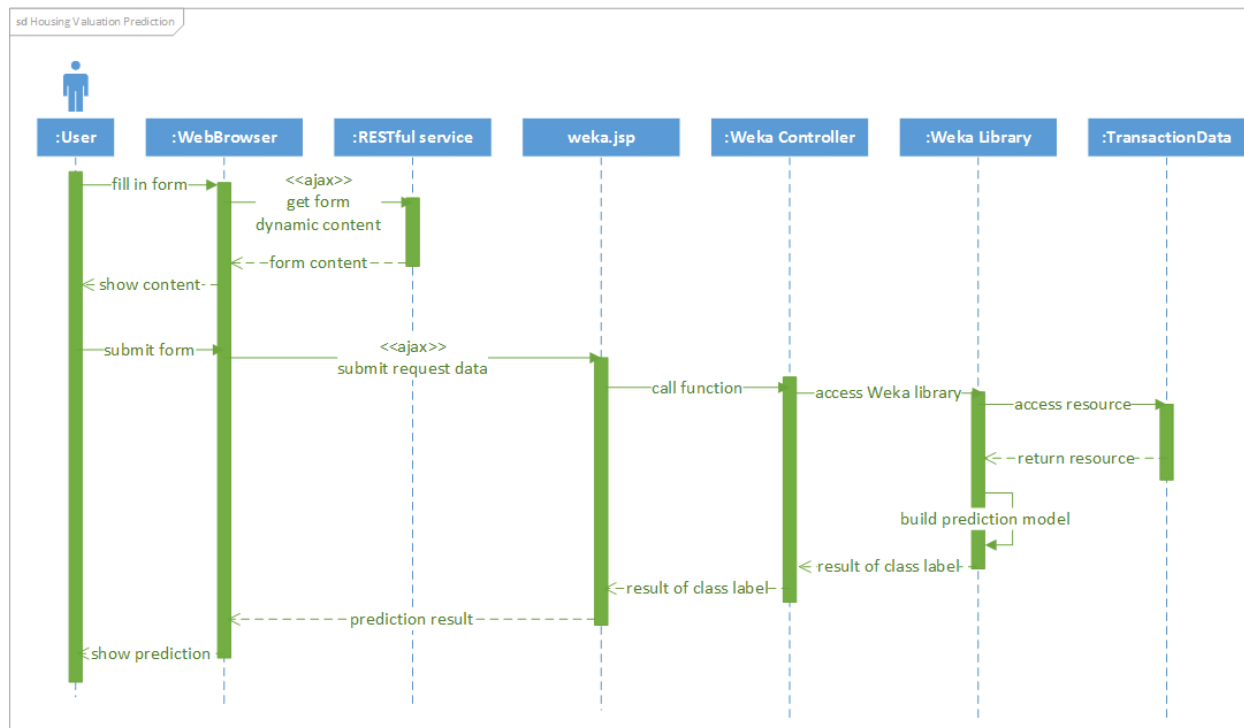 sd Housing Valuation Prediction
:User
:WebBrowser
:RESTful service
weka.jsp
:Weka Controller
:Weka Library
:TransactionData
fill in form
<<ajax>>
get form
dynamic content
form content
show content
submit form
<<ajax>>
submit request data
call function
access Weka library
access resource
return resource
build prediction model
result of class label
result of class label
prediction result
show prediction